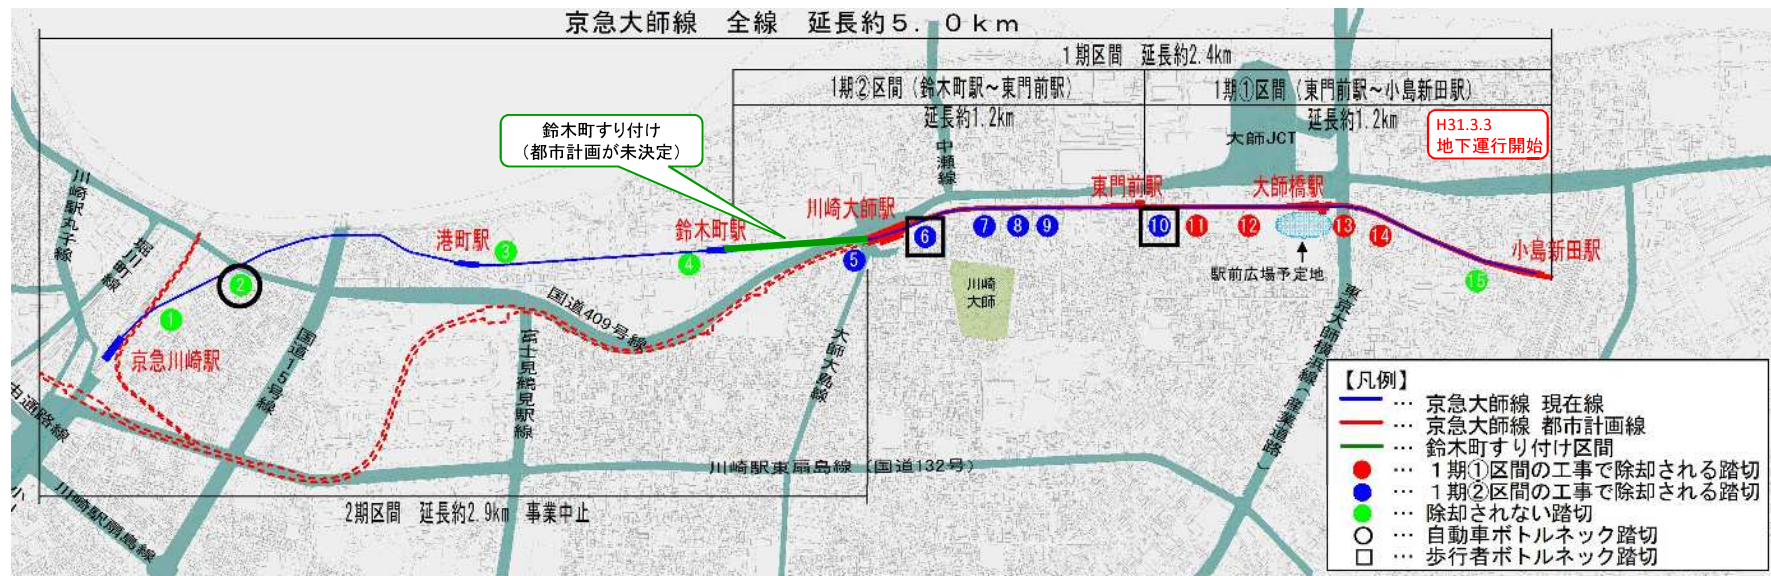 京急大師線 全線 延長約5.0km
1期区間 延長約2.4km
1期②区間（鈴木町駅～東門前駅）
延長約1.2km
1期①区間（東門前駅～小島新田駅）
延長約1.2km
H31.3.3
地下運行開始
鈴木町すり付け
（都市計画が未決定）
大師JCT
中瀬線
川崎駅丸子線
堀川町線
京急川崎駅
港町駅
鈴木町駅
川崎大師駅
東門前駅
大師橋駅
小島新田駅
1
2
3
4
5
6
7
8
9
10
11
12
13
14
15
駅前広場予定地
川崎
大師
国道409号線
国道15号線
富士見鶴見駅線
大師大島線
東京大師横浜線（産業道路）
川崎駅東扇島線（国道132号）
川崎駅扇島線
2期区間 延長約2.9km 事業中止
【凡例】
… 京急大師線 現在線
… 京急大師線 都市計画線
… 鈴木町すり付け区間
… 1期①区間の工事で除却される踏切
… 1期②区間の工事で除却される踏切
… 除却されない踏切
… 自動車ボトルネック踏切
… 歩行者ボトルネック踏切